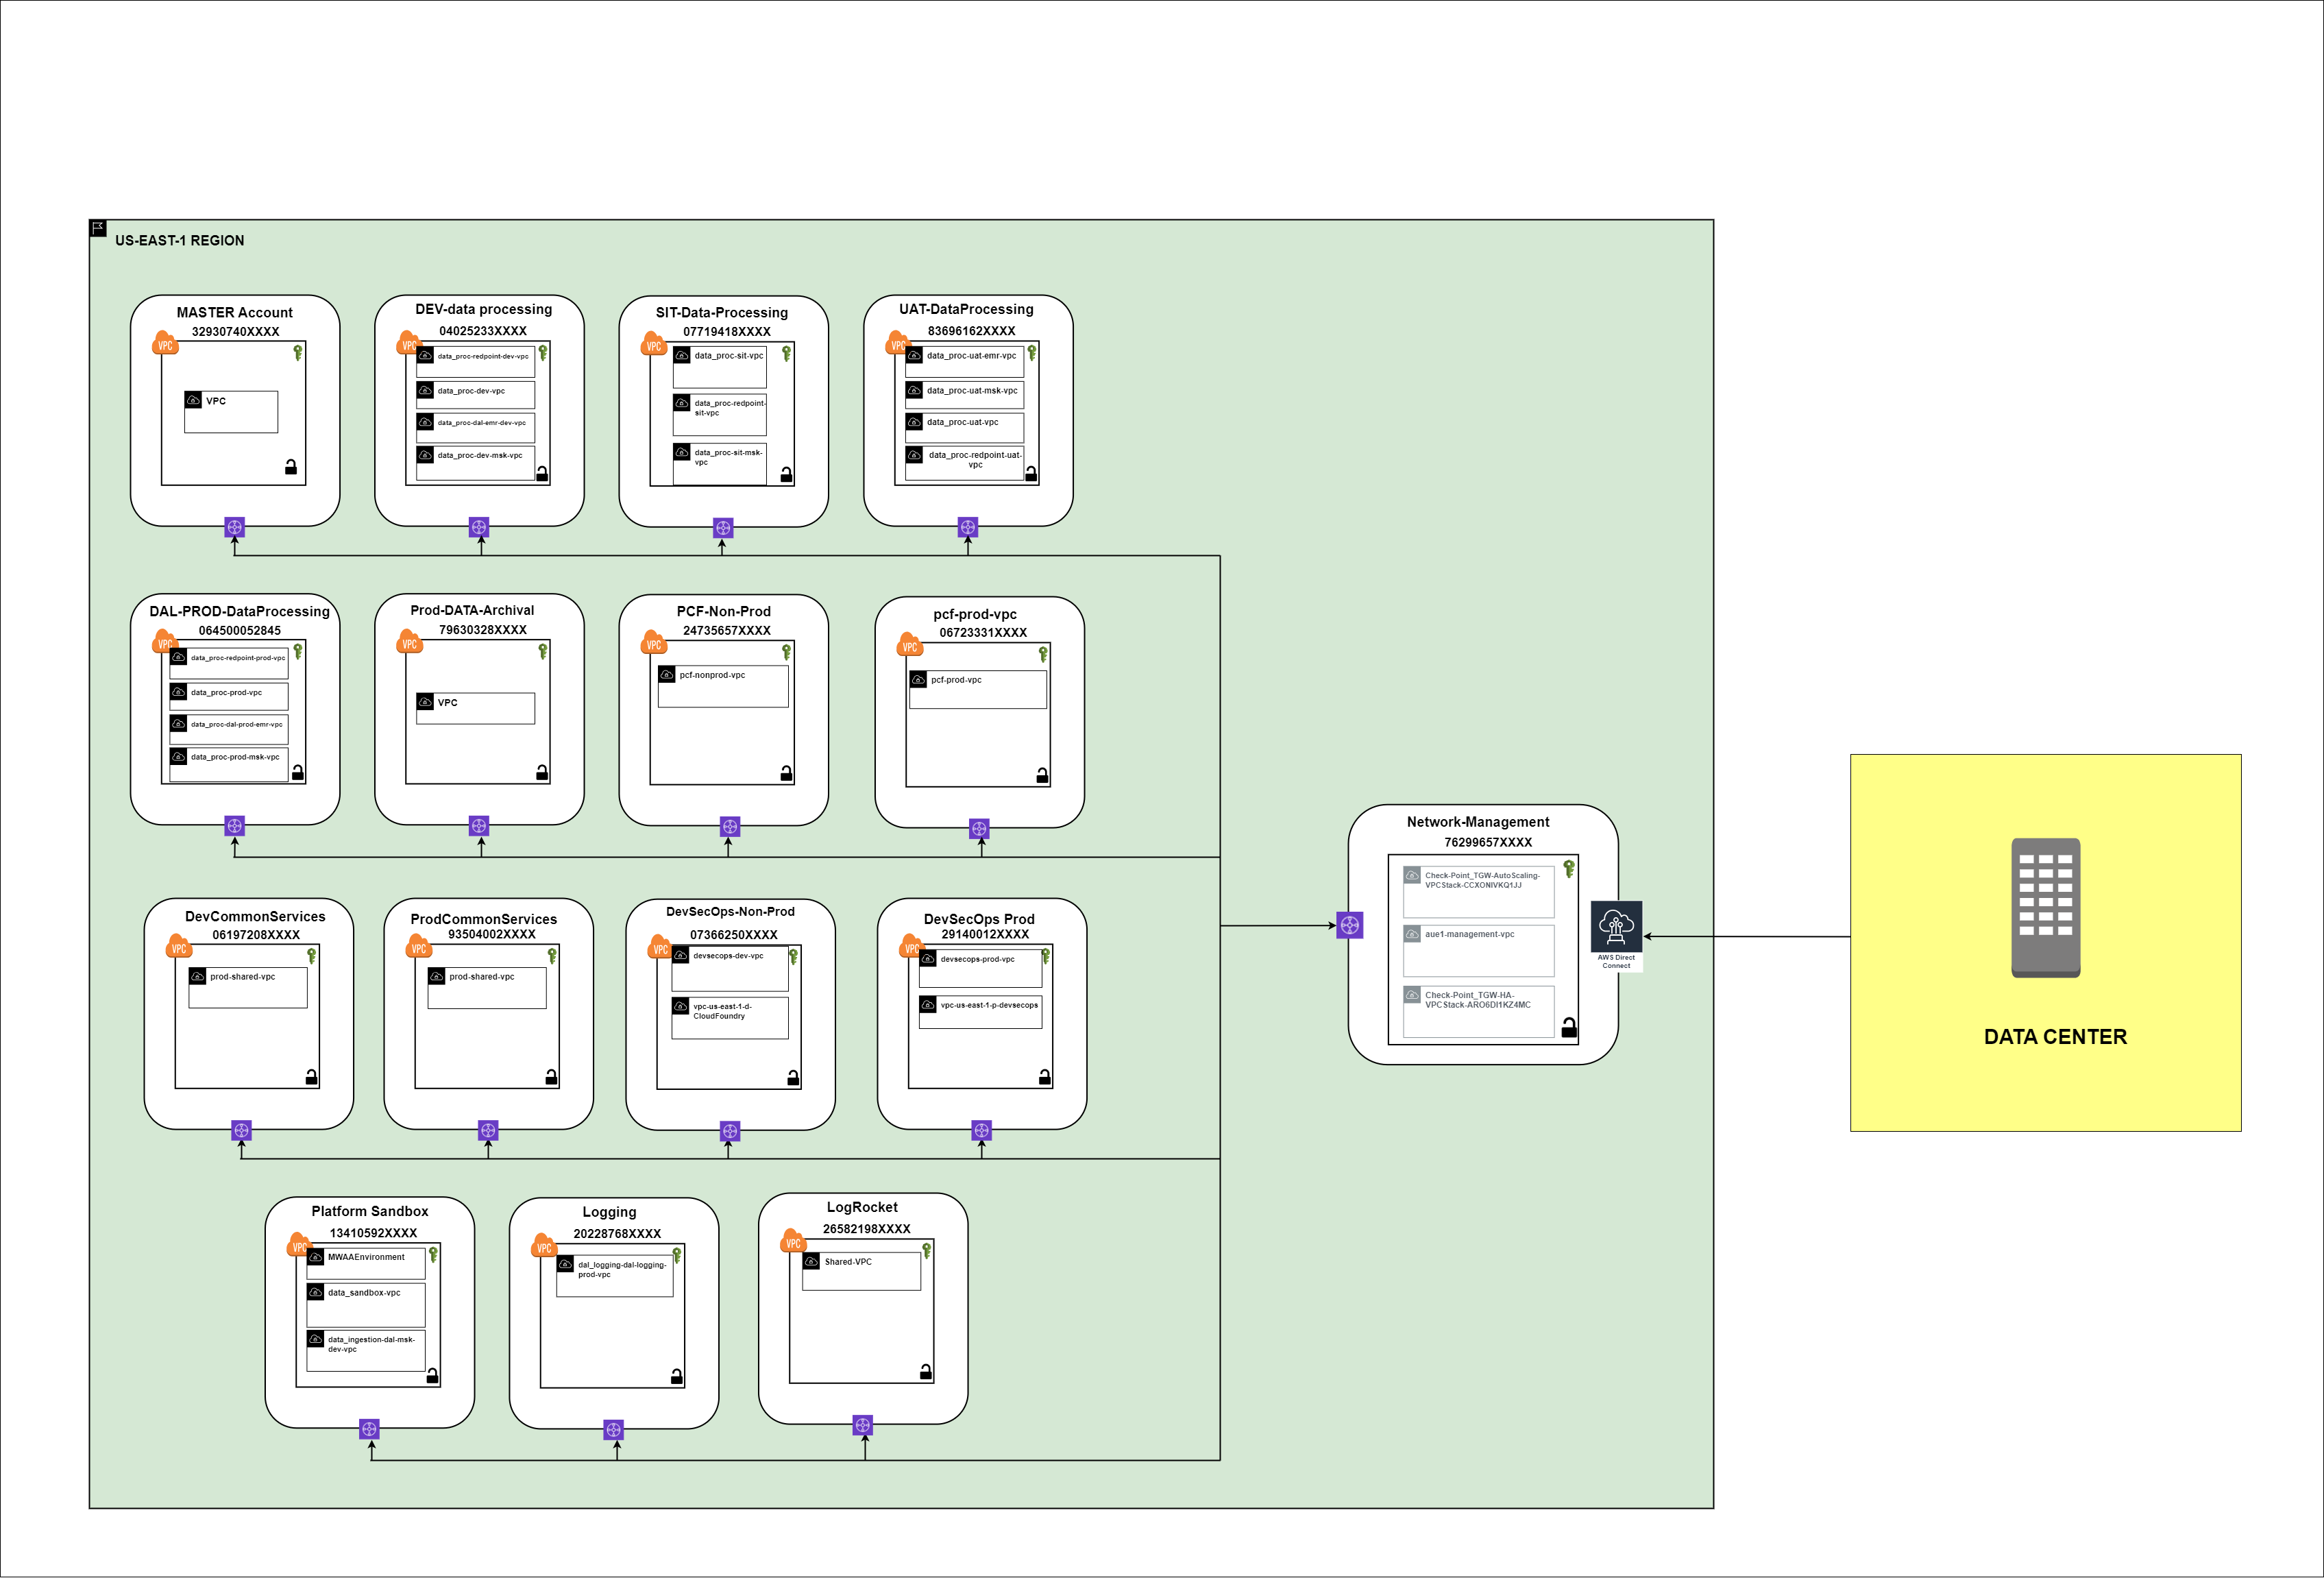 US-EAST-1 REGION
MASTER Account
32930740XXXX
VPC
VPC
DEV-data processing
04025233XXXX
VPC
data_proc-redpoint-dev-vpc
data_proc-dev-vpc
data_proc-dal-emr-dev-vpc
data_proc-dev-msk-vpc
SIT-Data-Processing
07719418XXXX
VPC
data_proc-sit-vpc
data_proc-redpoint-
sit-vpc
data_proc-sit-msk-
vpc
UAT-DataProcessing
83696162XXXX
VPC
data_proc-uat-emr-vpc
data_proc-uat-msk-vpc
data_proc-uat-vpc
data_proc-redpoint-uat-
vpc
DAL-PROD-DataProcessing
064500052845
VPC
data_proc-redpoint-prod-vpc
data_proc-prod-vpc
data_proc-dal-prod-emr-vpc
data_proc-prod-msk-vpc
Prod-DATA-Archival
79630328XXXX
VPC
VPC
PCF-Non-Prod
24735657XXXX
VPC
pcf-nonprod-vpc
pcf-prod-vpc
06723331XXXX
VPC
pcf-prod-vpc
DevCommonServices
06197208XXXX
VPC
prod-shared-vpc
ProdCommonServices
93504002XXXX
VPC
prod-shared-vpc
DevSecOps-Non-Prod
07366250XXXX
VPC
devsecops-dev-vpc
vpc-us-east-1-d-
CloudFoundry
DevSecOps Prod
29140012XXXX
VPC
devsecops-prod-vpc
vpc-us-east-1-p-devsecops
Platform Sandbox
13410592XXXX
VPC
MWAAEnvironment
data_sandbox-vpc
data_ingestion-dal-msk-
dev-vpc
Logging
20228768XXXX
VPC
dal_logging-dal-logging-
prod-vpc
LogRocket
26582198XXXX
VPC
Shared-VPC
Network-Management
76299657XXXX
Check-Point_TGW-AutoScaling-
VPCStack-CCXONIVKQ1JJ
aue1-management-vpc
Check-Point_TGW-HA-
VPCStack-ARO6DI1KZ4MC
AWS Direct
Connect
DATA CENTER